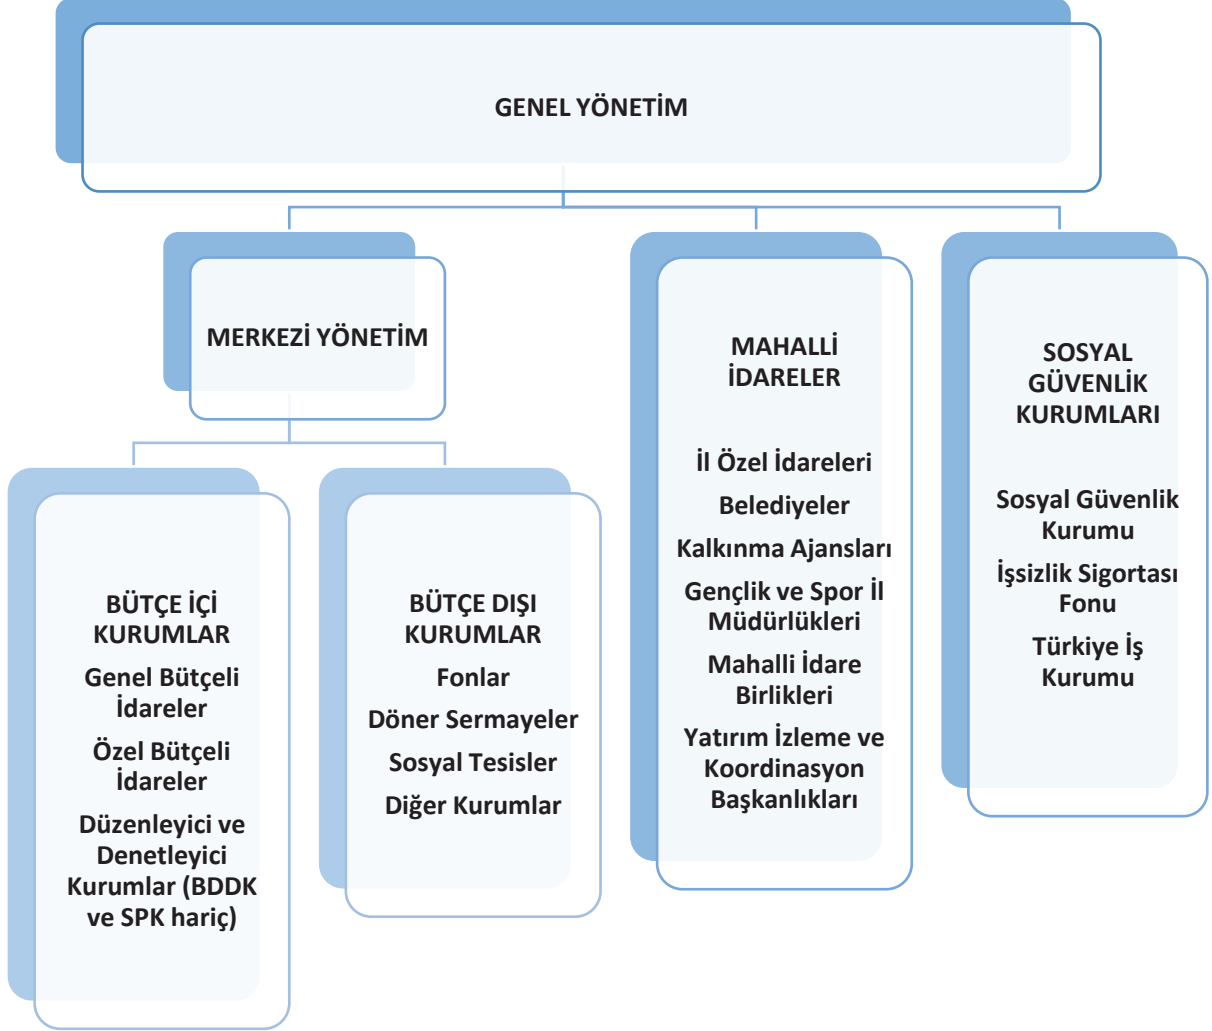 GENEL YÖNETİM
MERKEZİ YÖNETİM
BÜTÇE İÇİ
KURUMLAR
Genel Bütçeli
İdareler
Özel Bütçeli
İdareler
Düzenleyici ve
Denetleyici
Kurumlar (BDDK
ve SPK hariç)
BÜTÇE DIŞI
KURUMLAR
Fonlar
Döner Sermayeler
Sosyal Tesisler
Diğer Kurumlar
MAHALLİ
İDARELER
İl Özel İdareleri
Belediyeler
Kalkınma Ajansları
Gençlik ve Spor İl
Müdürlükleri
Mahalli İdare
Birlikleri
Yatırım İzleme ve
Koordinasyon
Başkanlıkları
SOSYAL
GÜVENLİK
KURUMLARI
Sosyal Güvenlik
Kurumu
İşsizlik Sigortası
Fonu
Türkiye İş
Kurumu